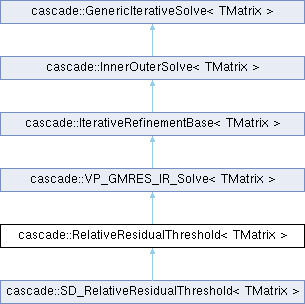 cascade::GenericIterativeSolve< TMatrix >
cascade::InnerOuterSolve< TMatrix >
cascade::IterativeRefinementBase< TMatrix >
cascade::VP_GMRES_IR_Solve< TMatrix >
cascade::RelativeResidualThreshold< TMatrix >
cascade::SD_RelativeResidualThreshold< TMatrix >